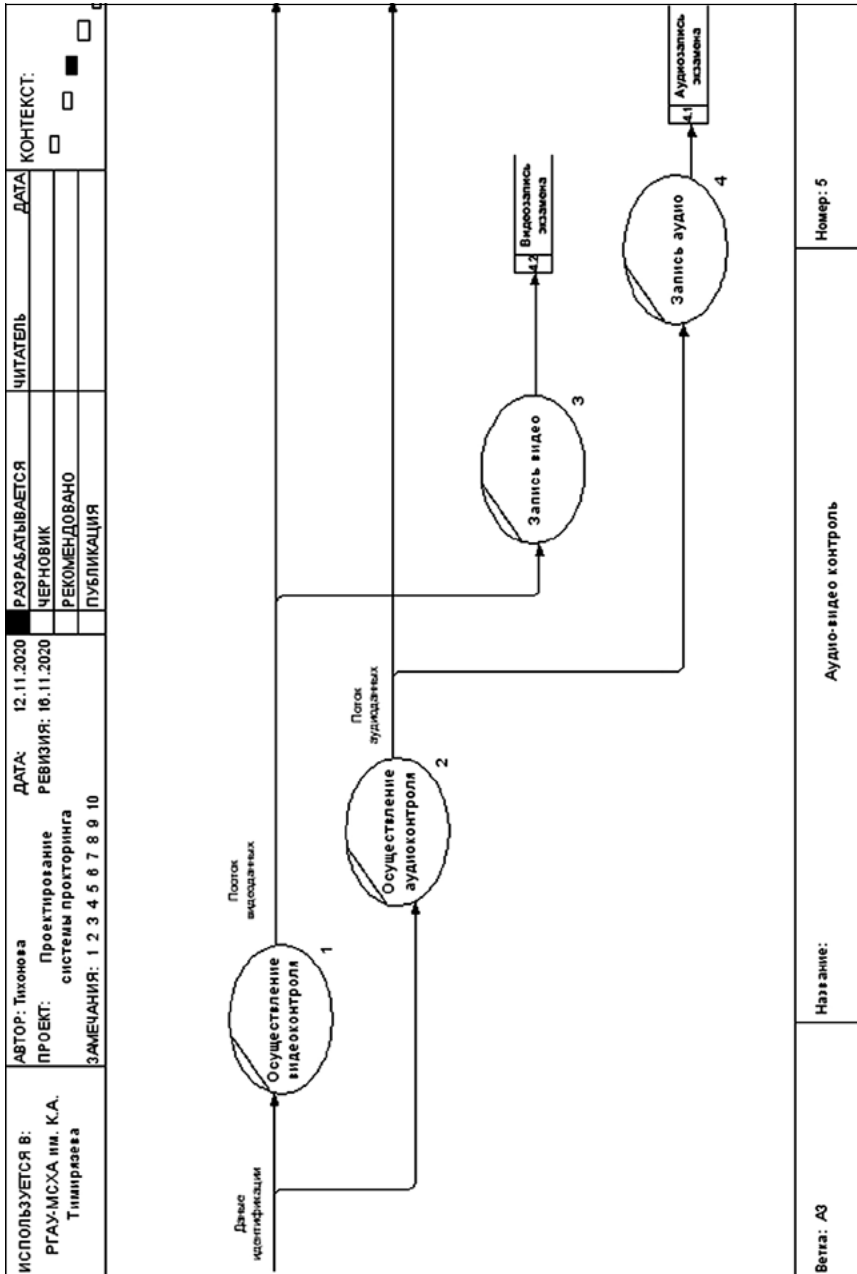 ИСПОЛЬЗУЕТСЯ В:
РГАУ-МСХА им. К.А.
Тимирязева
АВТОР: Тихонова
ПРОЕКТ: Проектирование
системы прокторинга
ЗАМЕЧАНИЯ: 1 2 3 4 5 6 7 8 9 10
ДАТА: 12.11.2020
РЕВИЗИЯ: 16.11.2020
РАЗРАБАТЫВАЕТСЯ
ЧЕРНОВИК
РЕКОМЕНДОВАНО
ПУБЛИКАЦИЯ
ЧИТАТЕЛЬ
ДАТА
КОНТЕКСТ:
Даные
идентификации
Осуществление
видеоконтроля
1
Пооток
видеоданных
Осуществление
аудиоконтроля
2
Поток
аудиоданных
Запись видео
3
4.2
Видеозапись
экзамена
Запись аудио
4
4.1
Аудиозапись
экзамена
Ветка: А3
Название:
Аудио-видео контроль
Номер: 5